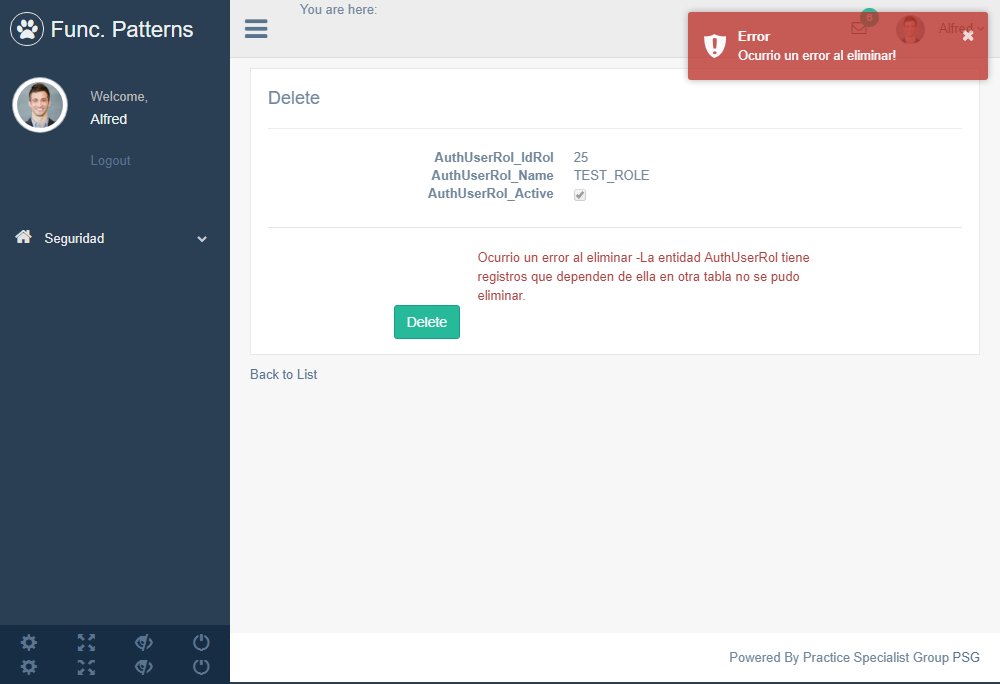 Func. Patterns
Welcome,
Alfred
Logout
Seguridad
You are here:
Alfred
Error
Ocurrio un error al eliminar!
Delete
AuthUserRol_IdRol 25
AuthUserRol_Name TEST_ROLE
AuthUserRol_Active
Ocurrio un error al eliminar -La entidad AuthUserRol tiene
registros que dependen de ella en otra tabla no se pudo
eliminar.
Delete
Back to List
Powered By Practice Specialist Group PSG